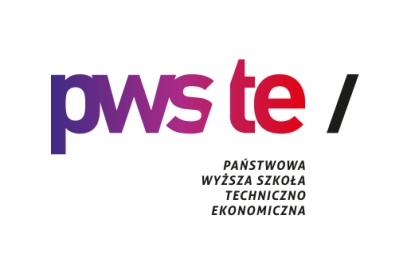 pwste /
PAŃSTWOWA
WYŻSZA SZKOŁA
TECHNICZNO
EKONOMICZNA